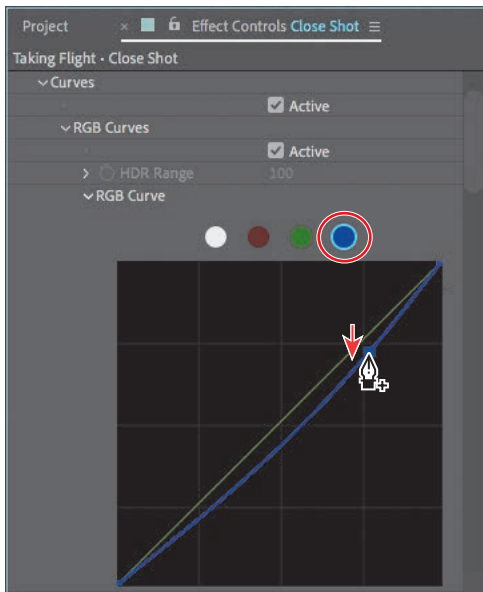 Project × Effect Controls Close Shot
Taking Flight · Close Shot
Curves
Active
RGB Curves
Active
HDR Range 100
RGB Curve